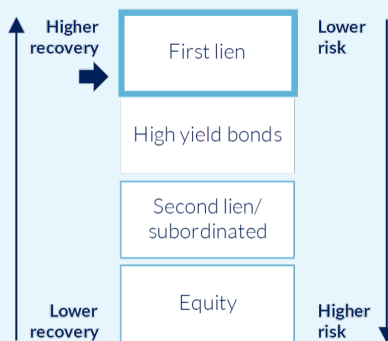 Higher
recovery
First lien
Lower
risk
High yield bonds
Second lien/
subordinated
Lower
recovery
Equity
Higher
risk